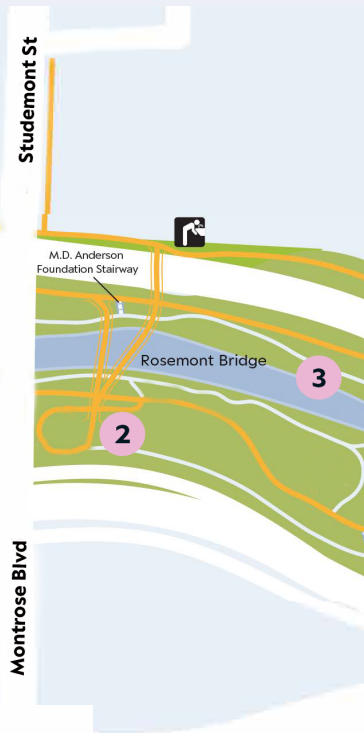 Studemont St
M.D. Anderson
Foundation Stairway
Rosemont Bridge
3
2
Montrose Blvd